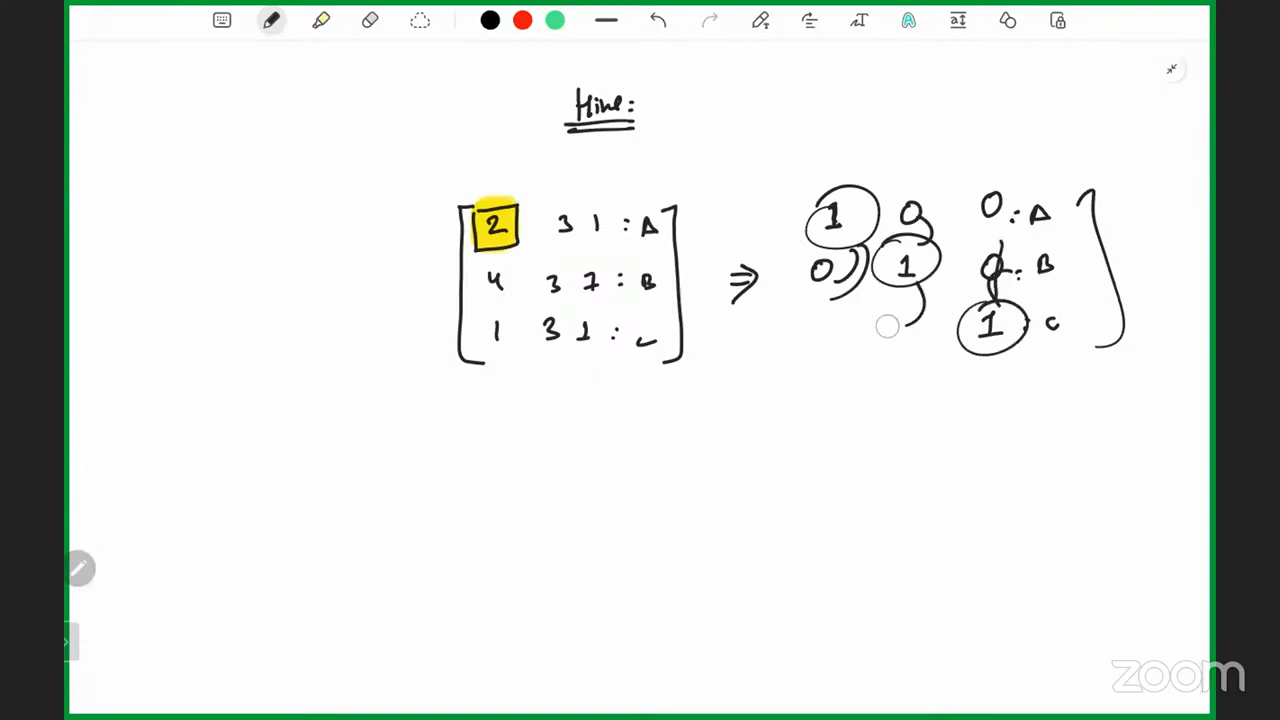 Hint:
2 3 1 : A ⇒ 1 0 0 : A
4 3 7 : B 0 1 0 : B
1 3 1 : C 1 : C
zoom